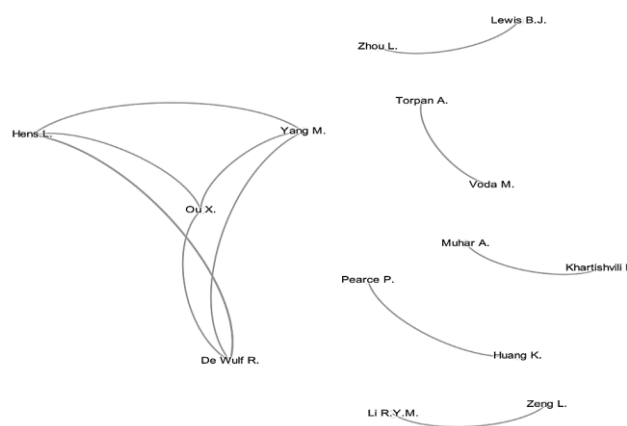 Lewis B.J.
Zhou L.
Torpan A.
Hens L.
Yang M.
Voda M.
Ou X.
Muhar A.
Khartishvili
Pearce P.
Huang K.
De Wulf R.
Zeng L.
Li R.Y.M.